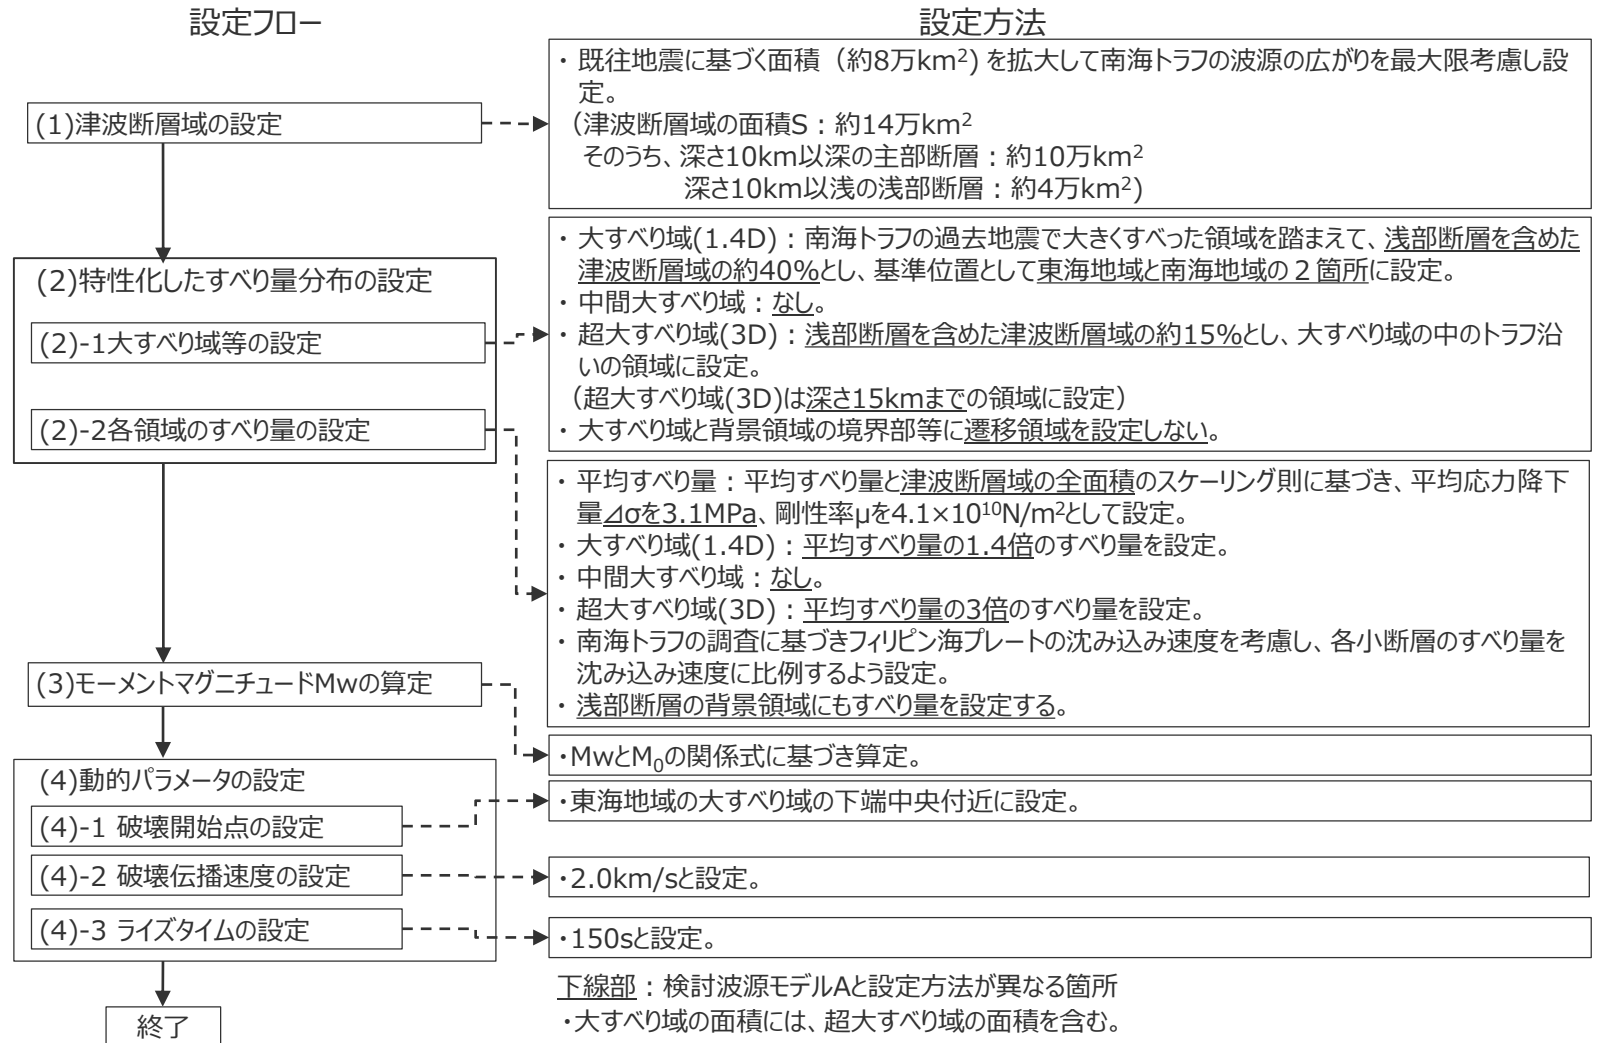 設定フロー
設定方法
(1)津波断層域の設定
・既往地震に基づく面積（約8万km²）を拡大して南海トラフの波源の広がりを最大限考慮し設
定。
（津波断層域の面積S：約14万km²
そのうち、深さ10km以深の主部断層：約10万km²
深さ10km以浅の浅部断層：約4万km²)
(2)特性化したすべり量分布の設定
(2)-1大すべり域等の設定
(2)-2各領域のすべり量の設定
・大すべり域(1.4D)：南海トラフの過去地震で大きくすべった領域を踏まえて、浅部断層を含めた
津波断層域の約40%とし、基準位置として東海地域と南海地域の２箇所に設定。
・中間大すべり域：なし。
・超大すべり域(3D)：浅部断層を含めた津波断層域の約15%とし、大すべり域の中のトラフ沿
いの領域に設定。
（超大すべり域(3D)は深さ15kmまでの領域に設定）
・大すべり域と背景領域の境界部等に遷移領域を設定しない。
・平均すべり量：平均すべり量と津波断層域の全面積のスケーリング則に基づき、平均応力降下
量⊿σを3.1MPa、剛性率μを4.1×10¹⁰N/m²として設定。
・大すべり域(1.4D)：平均すべり量の1.4倍のすべり量を設定。
・中間大すべり域：なし。
・超大すべり域(3D)：平均すべり量の3倍のすべり量を設定。
・南海トラフの調査に基づきフィリピン海プレートの沈み込み速度を考慮し、各小断層のすべり量を
沈み込み速度に比例するよう設定。
・浅部断層の背景領域にもすべり量を設定する。
(3)モーメントマグニチュードMwの算定
・MwとM₀の関係式に基づき算定。
(4)動的パラメータの設定
(4)-1 破壊開始点の設定
・東海地域の大すべり域の下端中央付近に設定。
(4)-2 破壊伝播速度の設定
・2.0km/sと設定。
(4)-3 ライズタイムの設定
・150sと設定。
終了
下線部：検討波源モデルAと設定方法が異なる箇所
・大すべり域の面積には、超大すべり域の面積を含む。